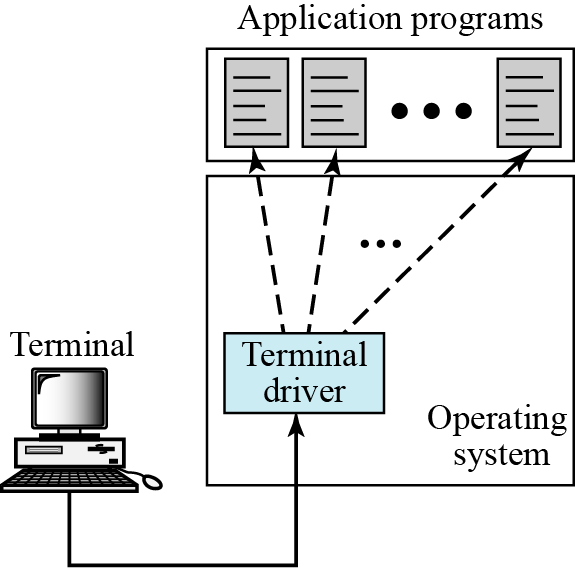 Application programs
Terminal
Terminal
driver
Operating
system